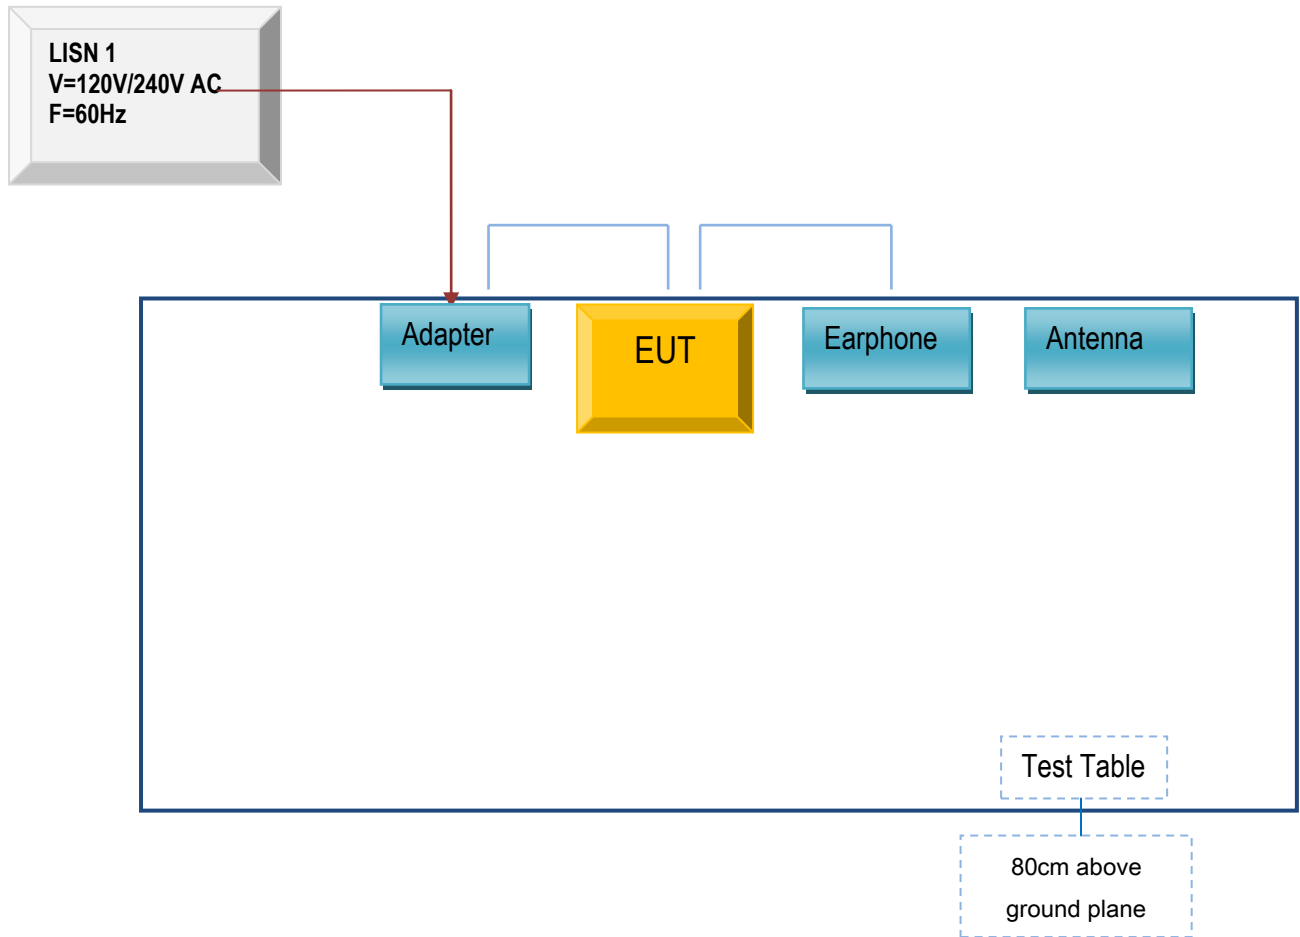 LISN 1
V=120V/240V AC
F=60Hz
Adapter
EUT
Earphone
Antenna
Test Table
80cm above
ground plane